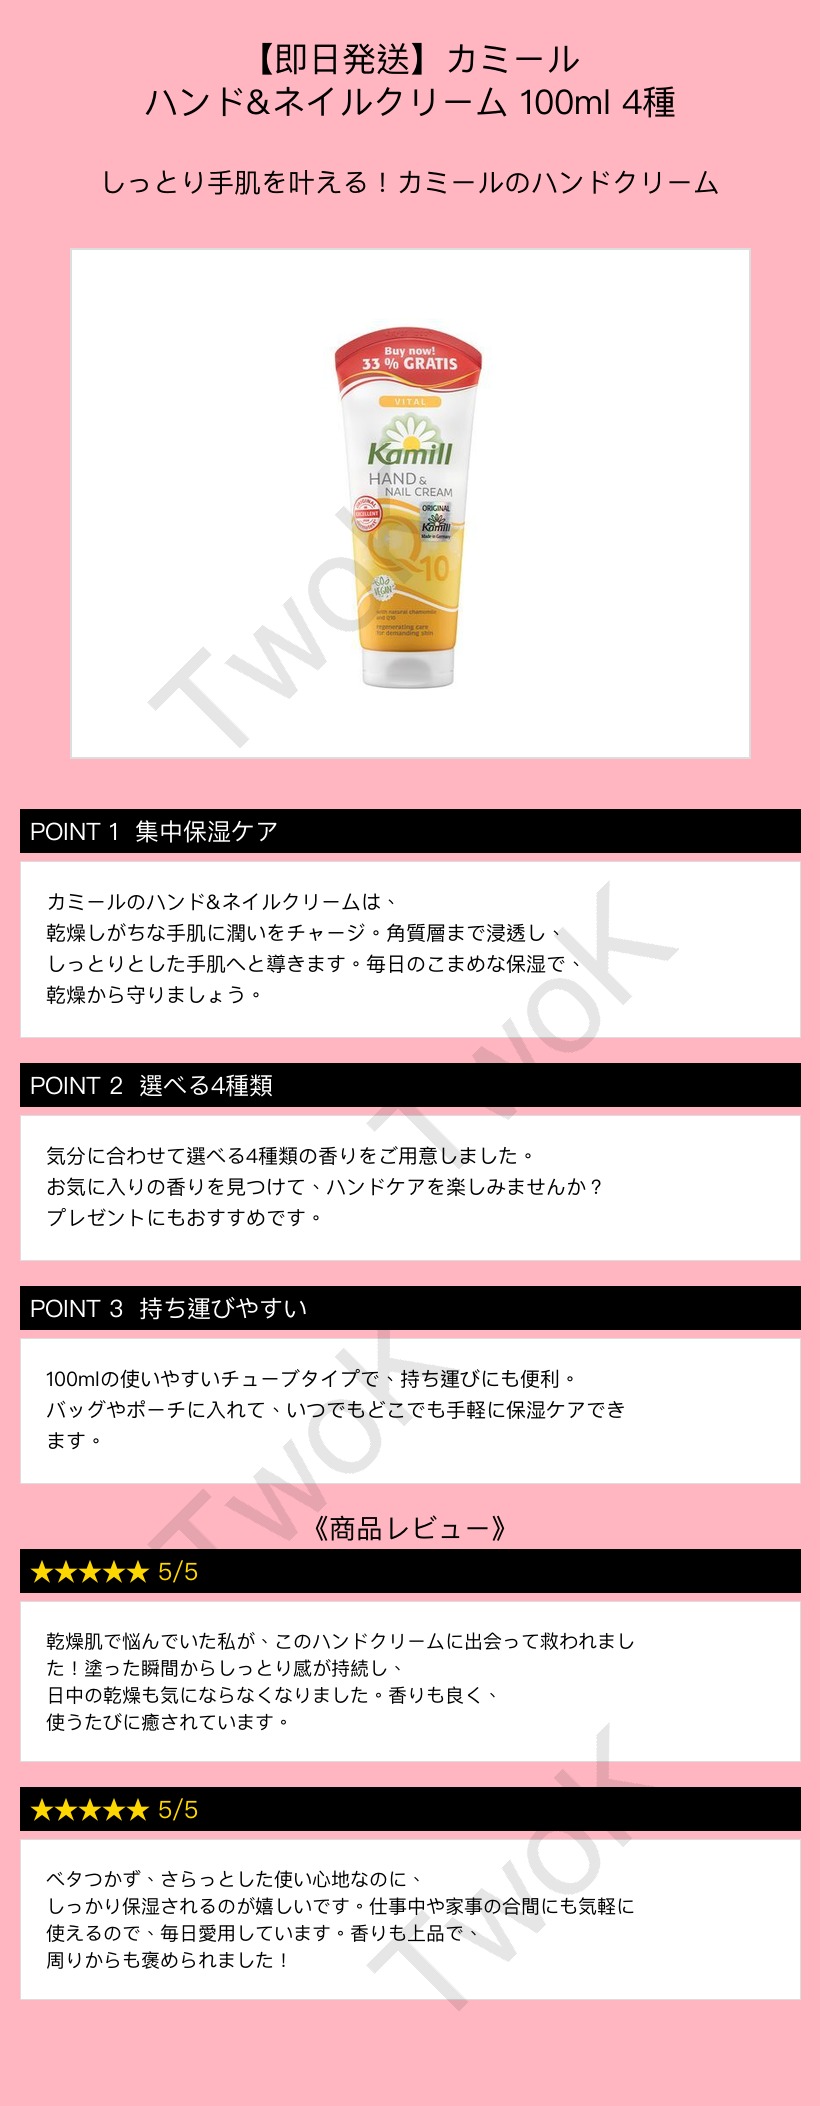 【即日発送】カミール
ハンド&ネイルクリーム 100ml 4種
しっとり手肌を叶える！カミールのハンドクリーム
Buy now!
33 % GRATIS
VITAL
Kamill
HAND &
NAIL CREAM
ORIGINAL
EXCELLENT
ORIGINAL
Kamill
Made in Germany
Q10
VEGAN
with natural chamomile
and Q10
regenerating care
for demanding skin
TwoK
POINT 1 集中保湿ケア
カミールのハンド&ネイルクリームは、
乾燥しがちな手肌に潤いをチャージ。角質層まで浸透し、
しっとりとした手肌へと導きます。毎日のこまめな保湿で、
乾燥から守りましょう。
TwoK
POINT 2 選べる4種類
気分に合わせて選べる4種類の香りをご用意しました。
お気に入りの香りを見つけて、ハンドケアを楽しみませんか？
プレゼントにもおすすめです。
POINT 3 持ち運びやすい
100mlの使いやすいチューブタイプで、持ち運びにも便利。
バッグやポーチに入れて、いつでもどこでも手軽に保湿ケアでき
ます。
TwoK
《商品レビュー》
★★★★★ 5/5
乾燥肌で悩んでいた私が、このハンドクリームに出会って救われまし
た！塗った瞬間からしっとり感が持続し、
日中の乾燥も気にならなくなりました。香りも良く、
使うたびに癒されています。
★★★★★ 5/5
ベタつかず、さらっとした使い心地なのに、
しっかり保湿されるのが嬉しいです。仕事中や家事の合間にも気軽に
使えるので、毎日愛用しています。香りも上品で、
周りからも褒められました！
TwoK